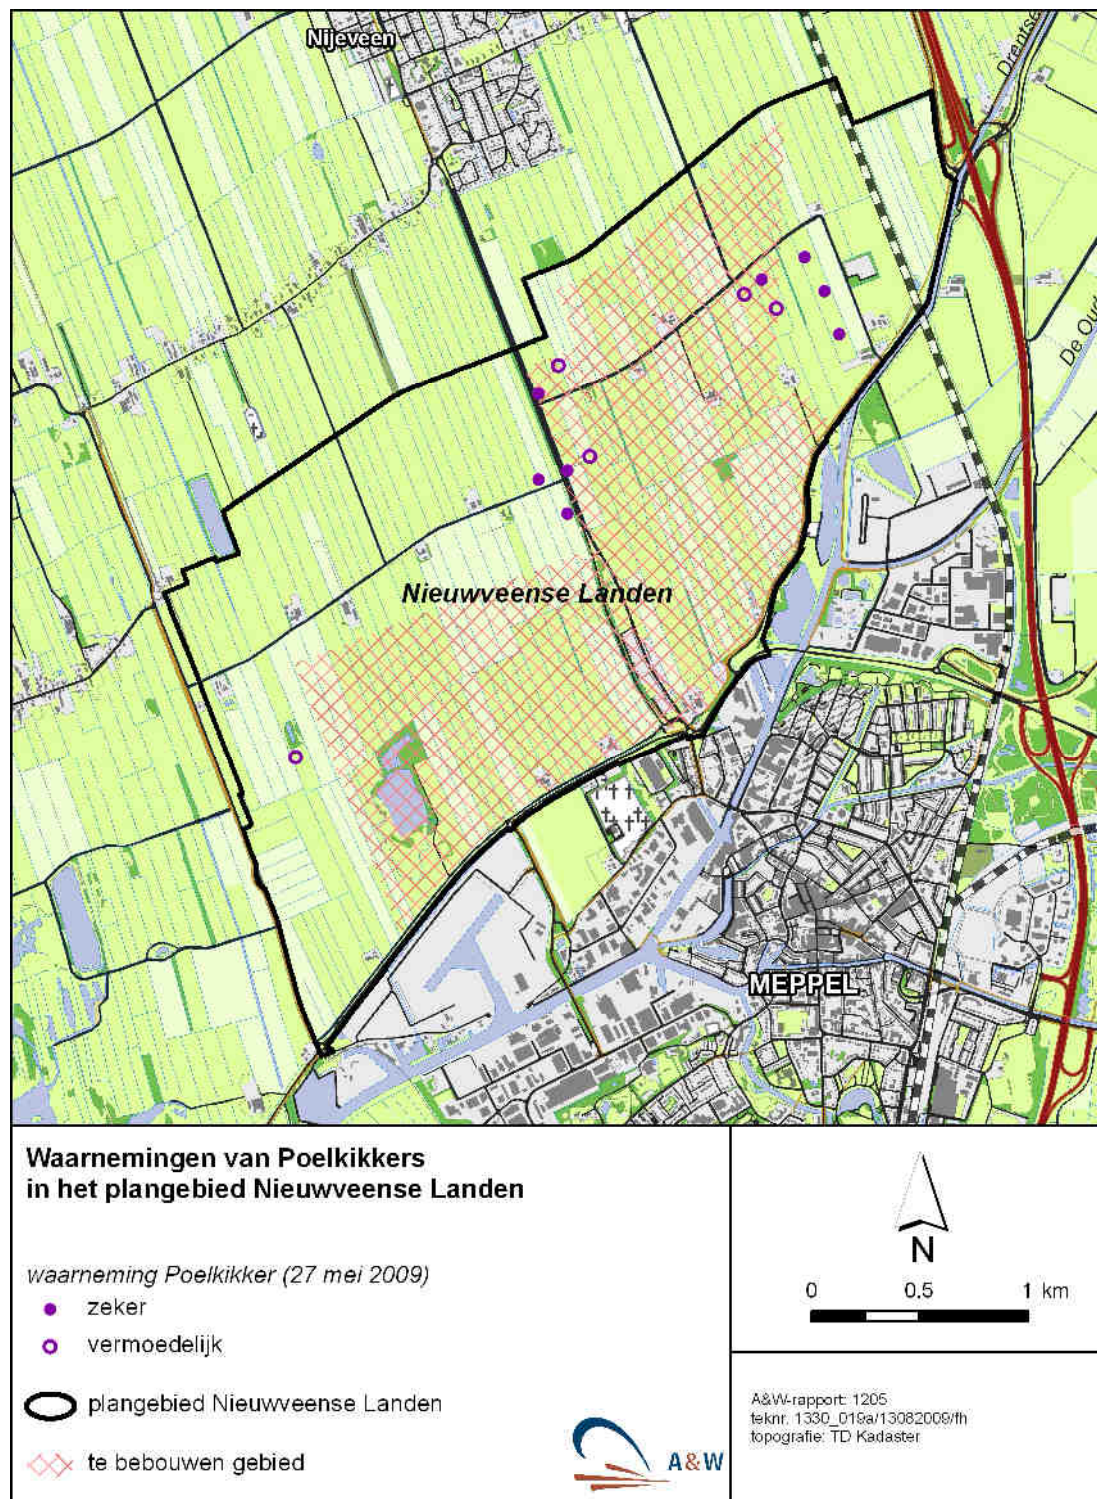 Nijeveen
Drentse
De Oud
Nieuwveense Landen
MEPPEL
Waarnemingen van Poelkikkers
in het plangebied Nieuwveense Landen
waarneming Poelkikker (27 mei 2009)
zeker
vermoedelijk
plangebied Nieuwveense Landen
te bebouwen gebied
A&W
N
0 0.5 1 km
A&W-rapport: 1205
teknr. 1330_019a/13082009/fh
topografie: TD Kadaster